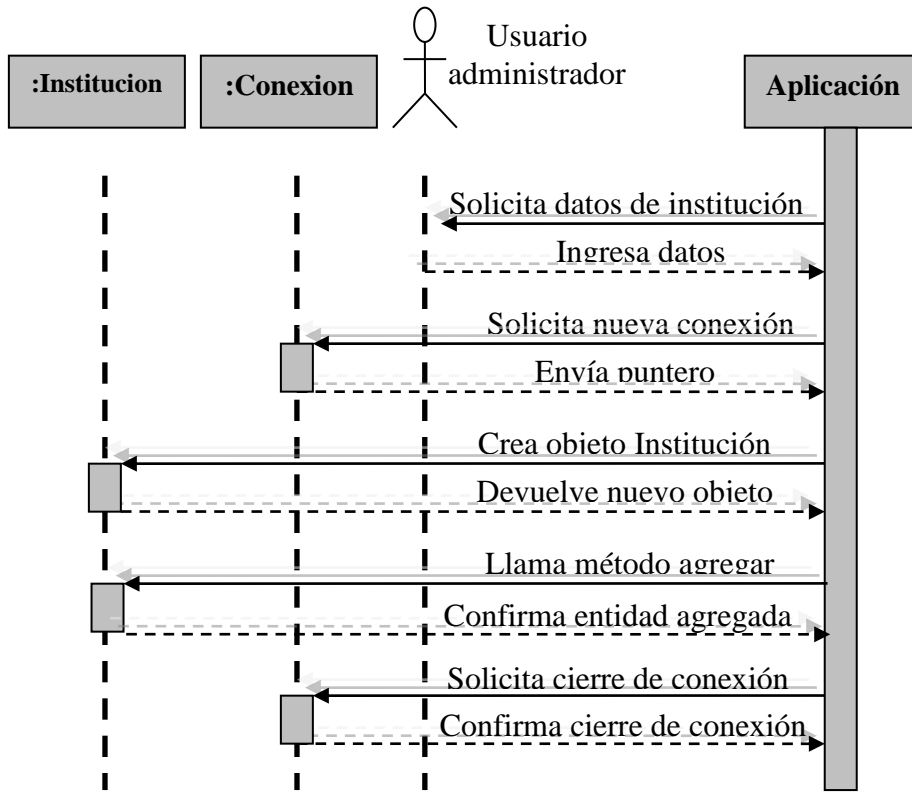 Usuario
administrador
:Institucion
:Conexion
Aplicación
Solicita datos de institución
Ingresa datos
Solicita nueva conexión
Envía puntero
Crea objeto Institución
Devuelve nuevo objeto
Llama método agregar
Confirma entidad agregada
Solicita cierre de conexión
Confirma cierre de conexión